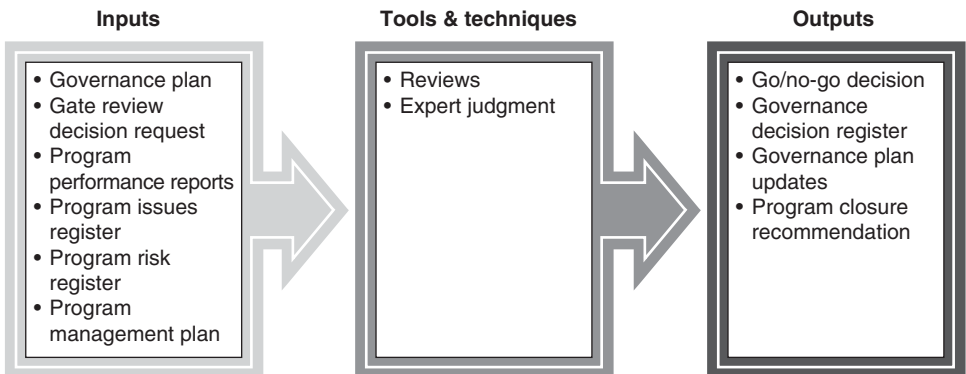 Inputs
• Governance plan
• Gate review
decision request
• Program
performance reports
• Program issues
register
• Program risk
register
• Program
management plan
Tools & techniques
• Reviews
• Expert judgment
Outputs
• Go/no-go decision
• Governance
decision register
• Governance plan
updates
• Program closure
recommendation